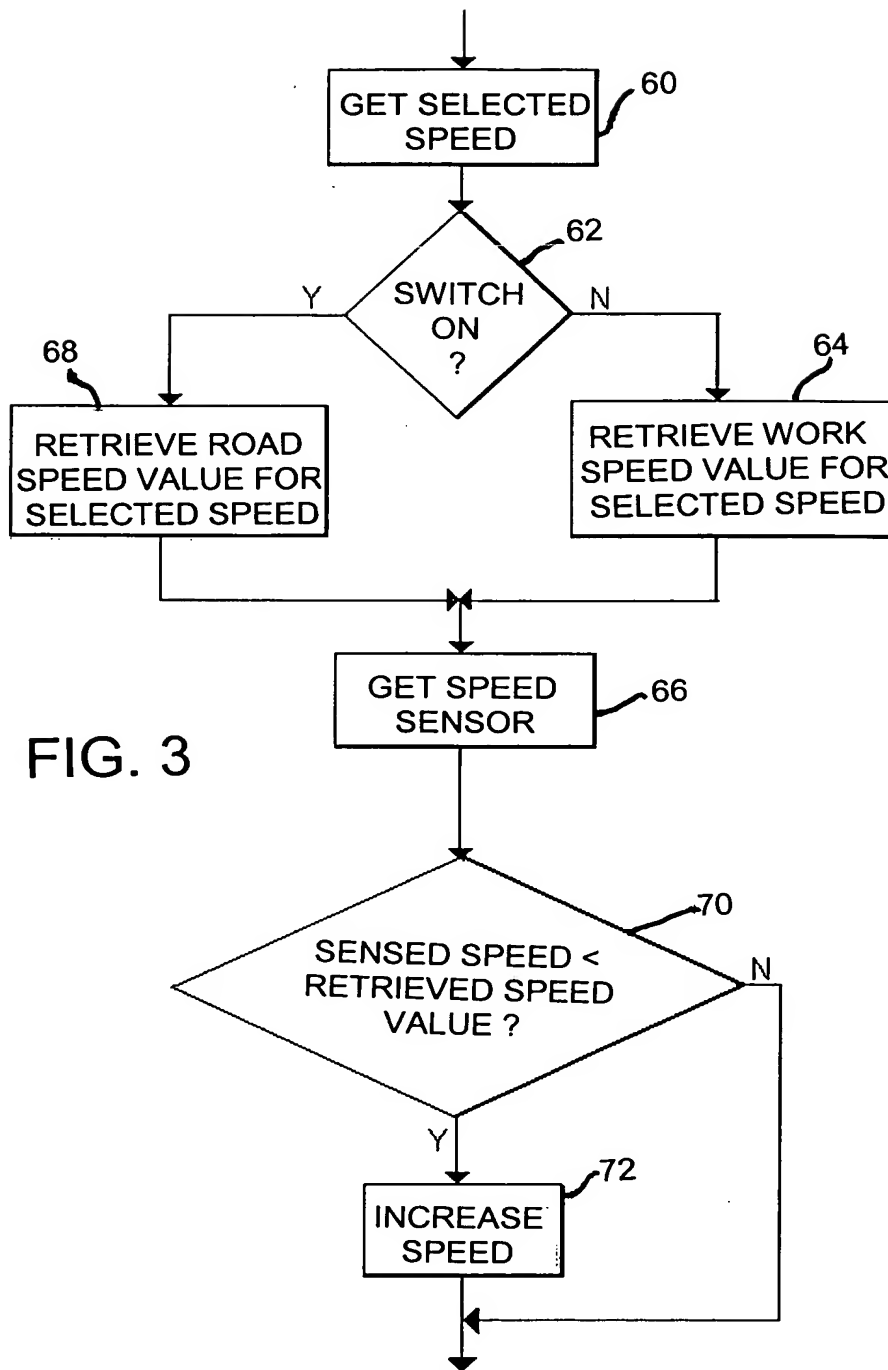 GET SELECTED
SPEED
60
62
SWITCH
ON
?
Y
N
68
RETRIEVE ROAD
SPEED VALUE FOR
SELECTED SPEED
64
RETRIEVE WORK
SPEED VALUE FOR
SELECTED SPEED
GET SPEED
SENSOR
66
FIG. 3
70
SENSED SPEED <
RETRIEVED SPEED
VALUE ?
N
Y
72
INCREASE
SPEED